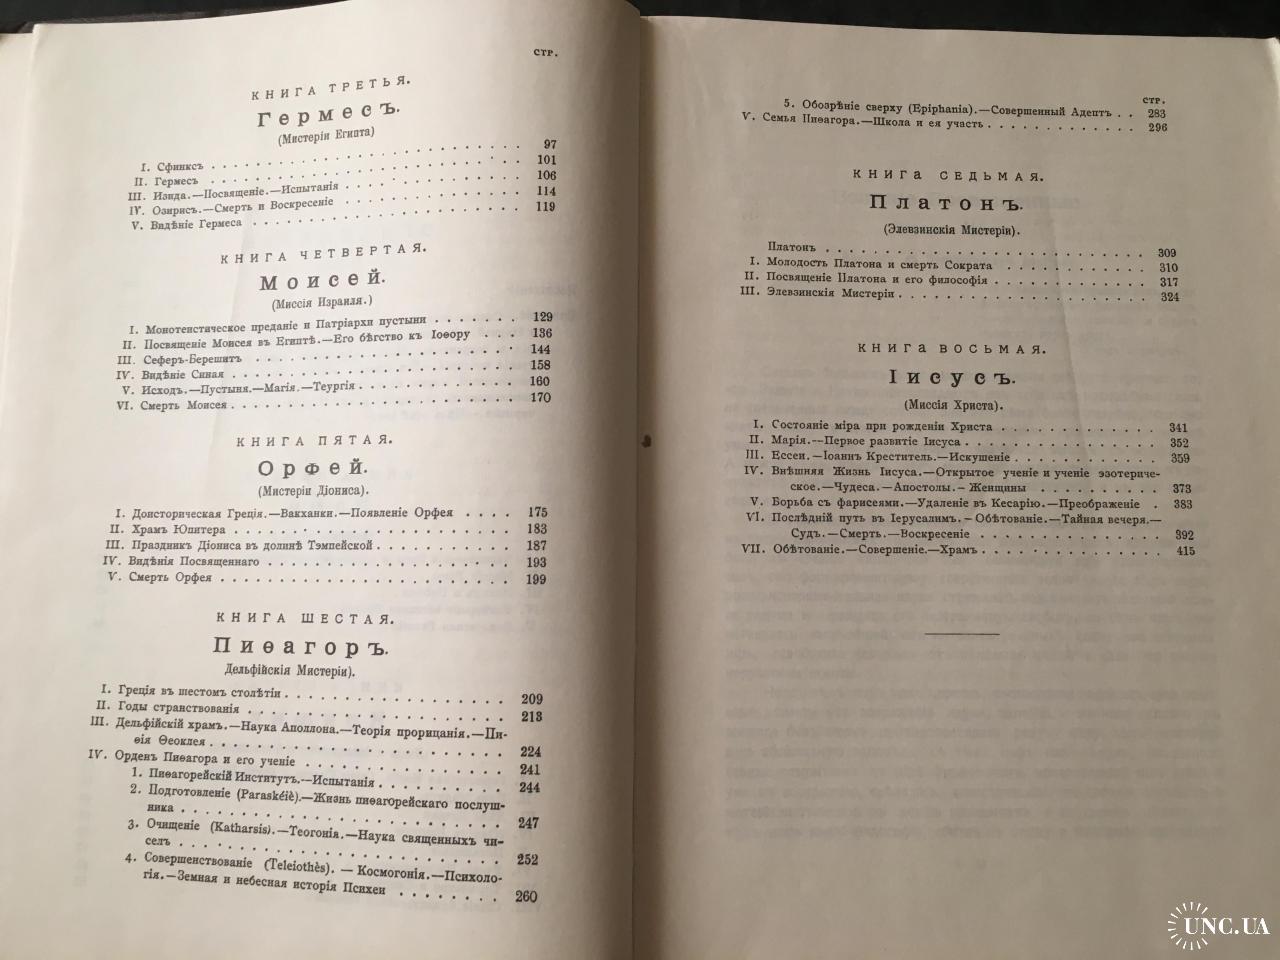 СТР.
КНИГА ТРЕТЬЯ.
Гермесъ.
(Мистеріи Египта)
I. Сфинксъ . . . . . . . . . . 97
II. Гермесъ . . . . . . . . . . 101
III. Изида.—Посвященіе.—Испытанія . . . . . . . . . . 106
IV. Озирисъ.—Смерть и Воскресеніе . . . . . . . . . . 114
V. Видѣніе Гермеса . . . . . . . . . . 119
КНИГА ЧЕТВЕРТАЯ.
Моисей.
(Миссія Израиля.)
I. Монотеистическое преданіе и Патріархи пустыни . . . . . . . 129
II. Посвященіе Моисея въ Египтѣ.—Его бѣгство къ Іоѳору . . . 136
III. Сеферъ-Берешитъ . . . . . . . . . . 144
IV. Видѣніе Синая . . . . . . . . . . 158
V. Исходъ.—Пустыня.—Магія.—Теургія . . . . . . . . . . 160
VI. Смерть Моисея . . . . . . . . . . 170
КНИГА ПЯТАЯ.
Орфей.
(Мистеріи Діониса).
I. Доисторическая Греція.—Вакханки.—Появленіе Орфея . . . . 175
II. Храмъ Юпитера . . . . . . . . . . 183
III. Праздникъ Діониса въ долинѣ Тэмпейской . . . . . . . . . . 187
IV. Видѣнія Посвященнаго . . . . . . . . . . 193
V. Смерть Орфея . . . . . . . . . . 199
КНИГА ШЕСТАЯ.
Пиѳагоръ.
Дельфійскія Мистеріи).
I. Греція въ шестомъ столѣтіи . . . . . . . . . . 209
II. Годы странствованія . . . . . . . . . . 213
III. Дельфійскій храмъ.—Наука Аполлона.—Теорія прорицанія.—Пи-
ѳія Ѳеоклея . . . . . . . . . . 224
IV. Орденъ Пиѳагора и его ученіе . . . . . . . . . . 241
1. Пиѳагорейскій Институтъ.—Испытанія . . . . . . . . . . 244
2. Подготовленіе (Paraskéiè).—Жизнь пиѳагорейскаго послуш-
ника . . . . . . . . . . 247
3. Очищеніе (Katharsis).—Теогонія.—Наука священныхъ чи-
селъ . . . . . . . . . . 252
4. Совершенствованіе (Teleiothès). — Космогонія.—Психоло-
гія.—Земная и небесная исторія Психеи . . . . . . . . 260
СТР.
5. Обозрѣніе сверху (Epiphania).—Совершенный Адептъ . . 283
V. Семья Пиѳагора.—Школа и ея участь . . . . . . . . . . 296
КНИГА СЕДЬМАЯ.
Платонъ.
(Элевзинскія Мистеріи).
Платонъ . . . . . . . . . . 309
I. Молодость Платона и смерть Сократа . . . . . . . . . . 310
II. Посвященіе Платона и его философія . . . . . . . . . . 317
III. Элевзинскія Мистеріи . . . . . . . . . . 324
КНИГА ВОСЬМАЯ.
Іисусъ.
(Миссія Христа).
I. Состояніе міра при рожденіи Христа . . . . . . . . . . 341
II. Марія.—Первое развитіе Іисуса . . . . . . . . . . 352
III. Ессеи.—Іоаннъ Креститель.—Искушеніе . . . . . . . . . . 359
IV. Внѣшняя Жизнь Іисуса.—Открытое ученіе и ученіе эзотериче-
ское.—Чудеса.—Апостолы.—Женщины . . . . . . . . . 373
V. Борьба съ фарисеями.—Удаленіе въ Кесарію.—Преображеніе . 383
VI. Послѣдній путь въ Іерусалимъ.—Обѣтованіе.—Тайная вечеря.—
Судъ.—Смерть.—Воскресеніе . . . . . . . . . . 392
VII. Обѣтованіе.—Совершеніе.—Храмъ . . . . . . . . . . 415
UNC.UA